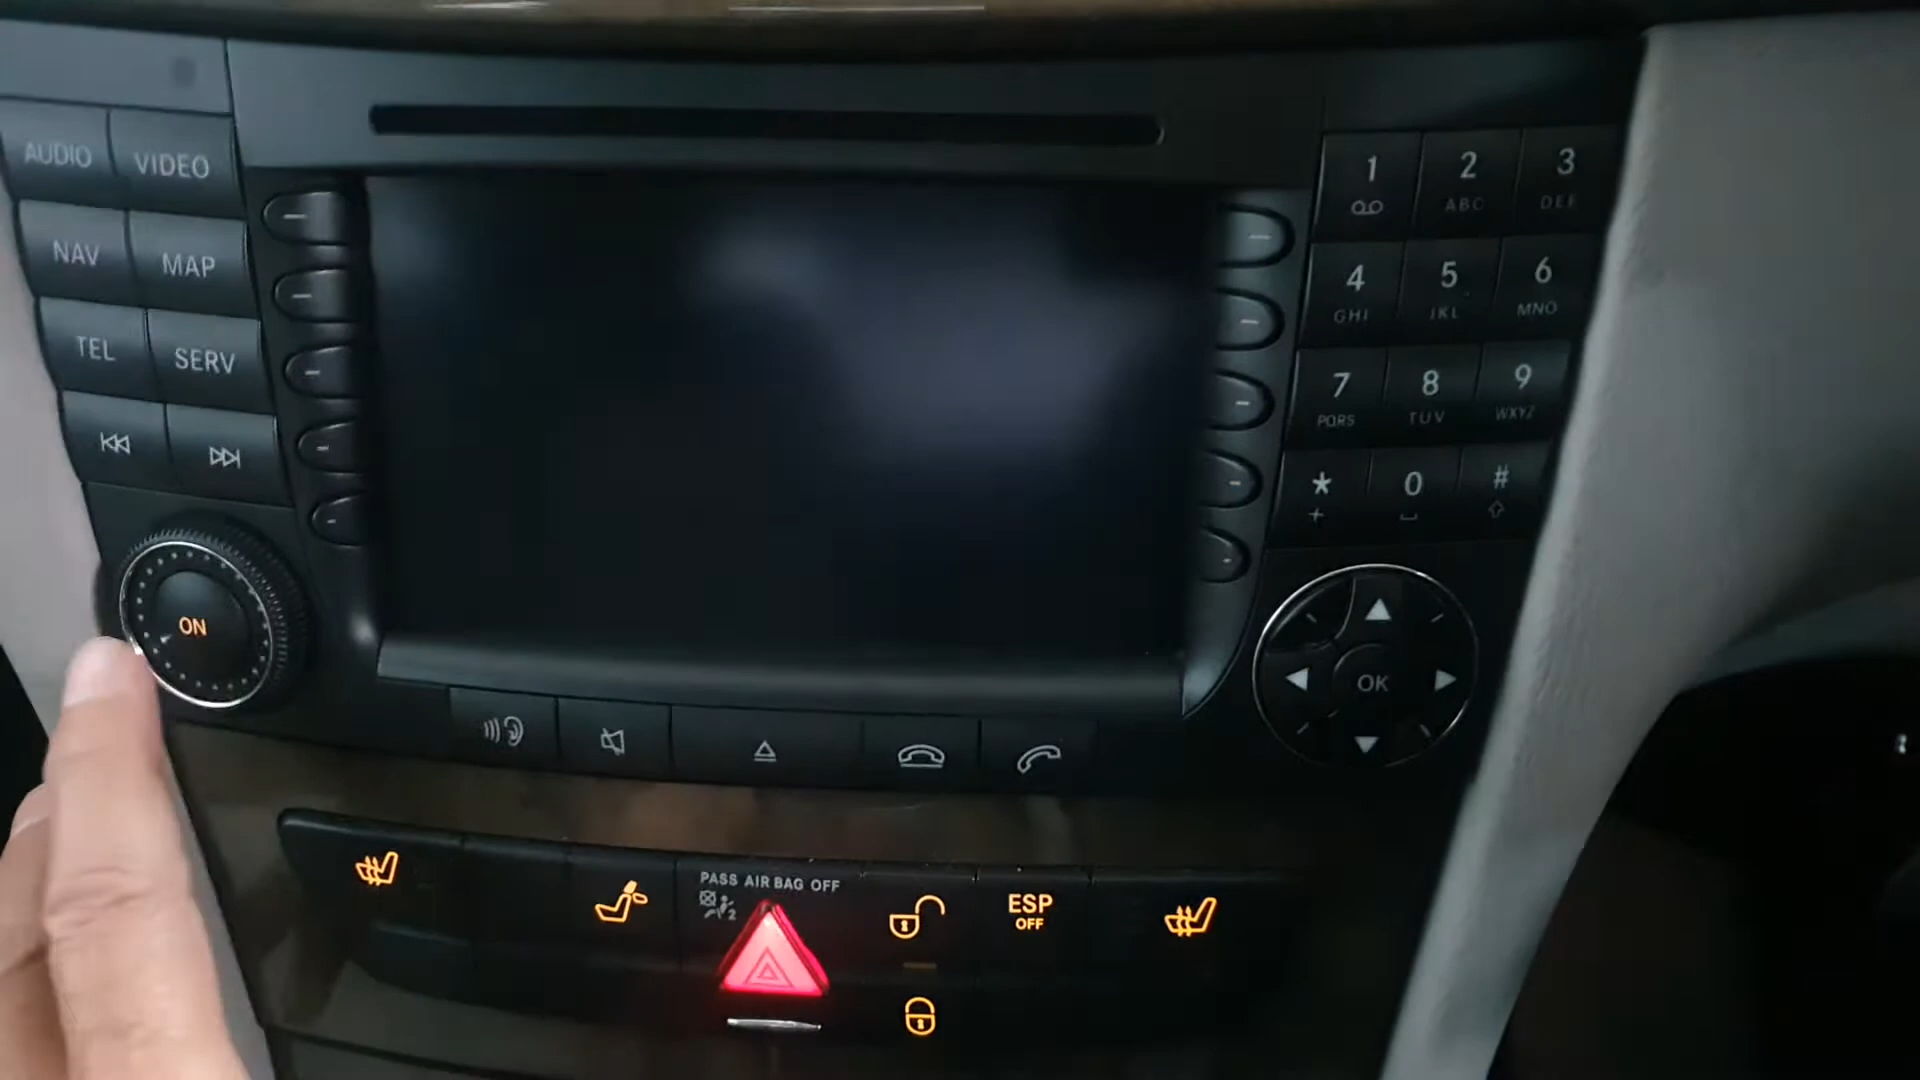 AUDIO VIDEO
NAV MAP
TEL SERV
ON
1 2 3
ABC DEF
4 5 6
GHI JKL MNO
7 8 9
PQRS TUV WXYZ
* 0 #
+
OK
PASS AIR BAG OFF
2
ESP
OFF